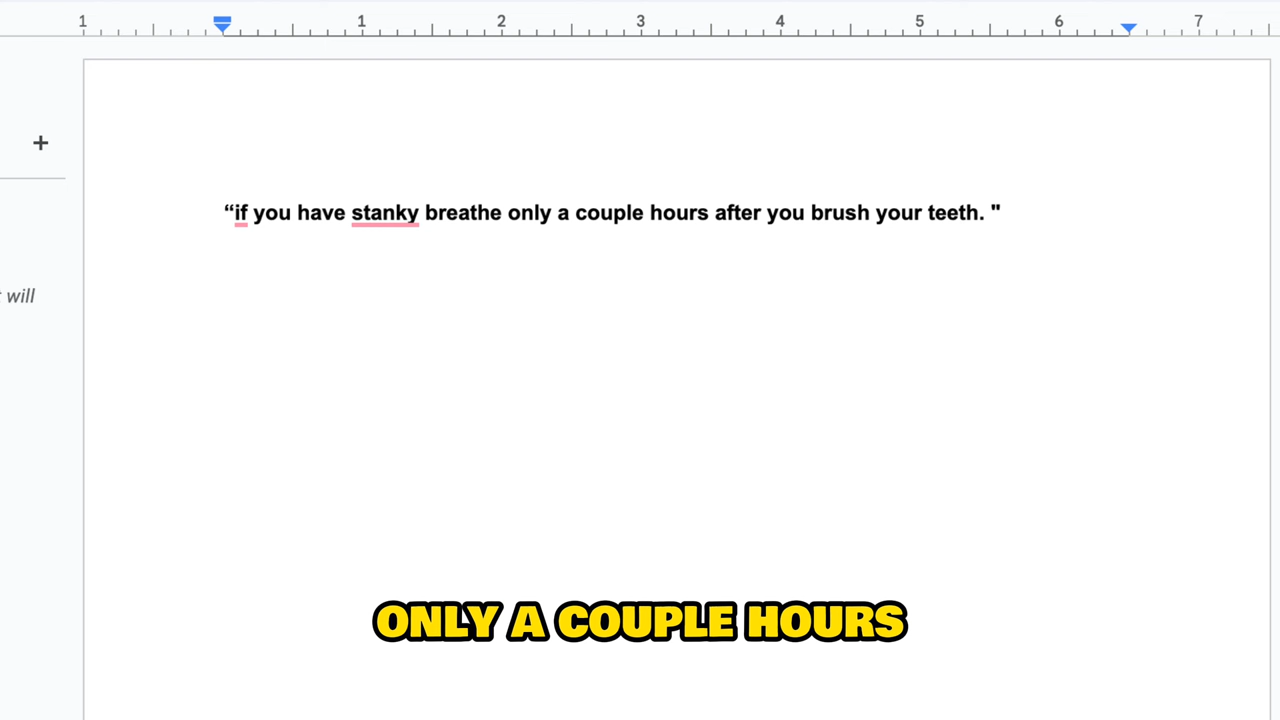 1 1 2 3 4 5 6 7
+
“if you have stanky breathe only a couple hours after you brush your teeth. "
will
ONLY A COUPLE HOURS